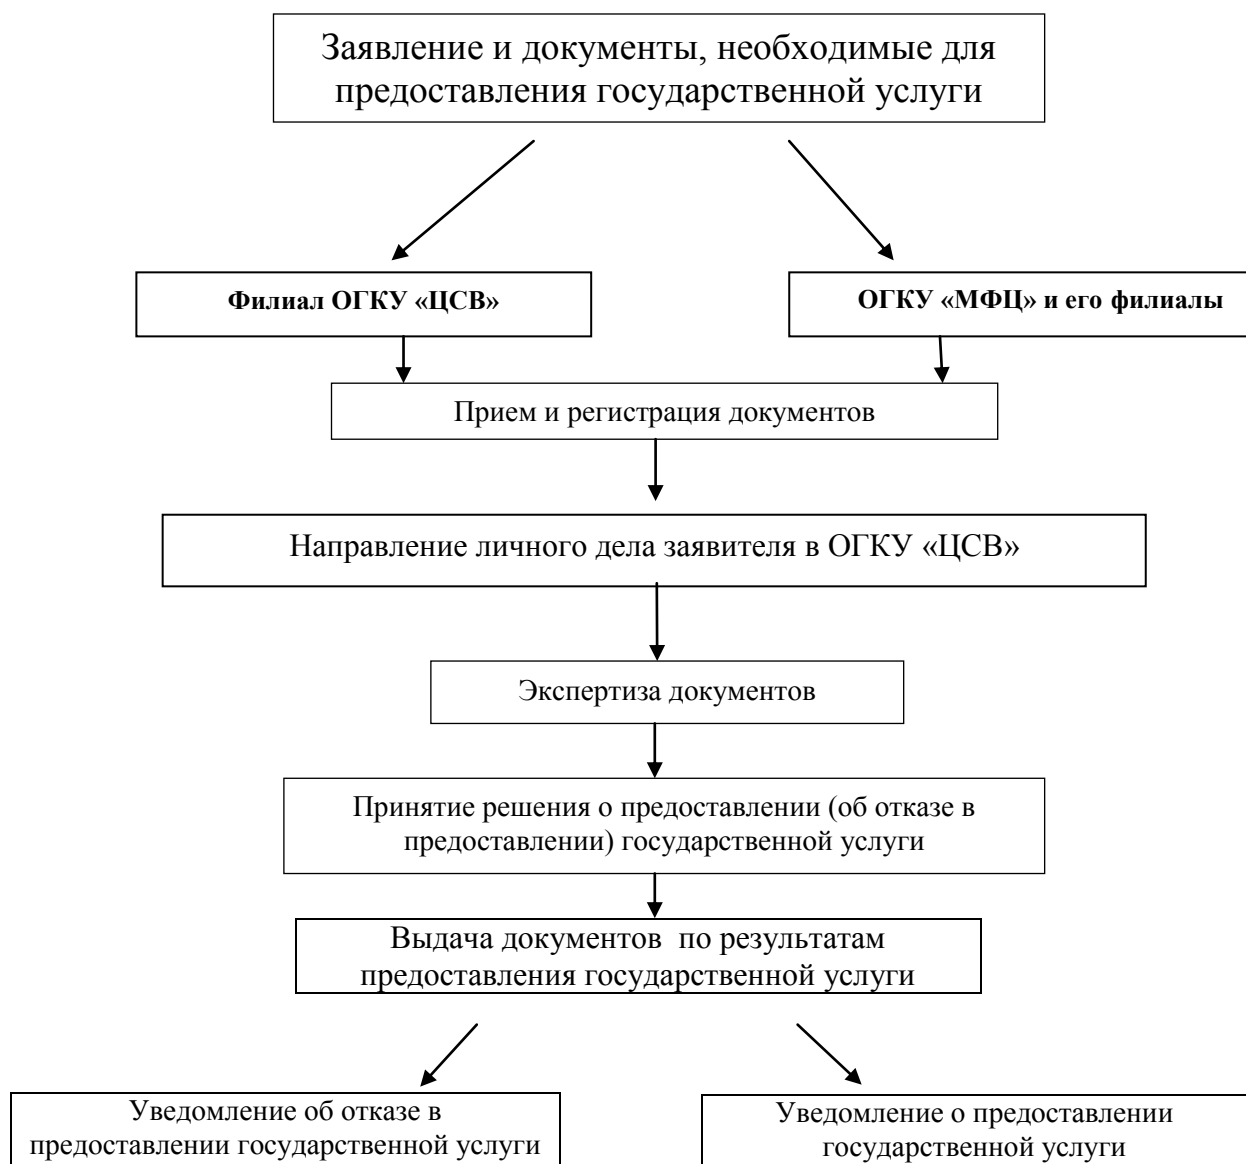 Заявление и документы, необходимые для
предоставления государственной услуги
Филиал ОГКУ «ЦСВ»
ОГКУ «МФЦ» и его филиалы
Прием и регистрация документов
Направление личного дела заявителя в ОГКУ «ЦСВ»
Экспертиза документов
Принятие решения о предоставлении (об отказе в
предоставлении) государственной услуги
Выдача документов  по результатам
предоставления государственной услуги
Уведомление об отказе в
предоставлении государственной услуги
Уведомление о предоставлении
государственной услуги